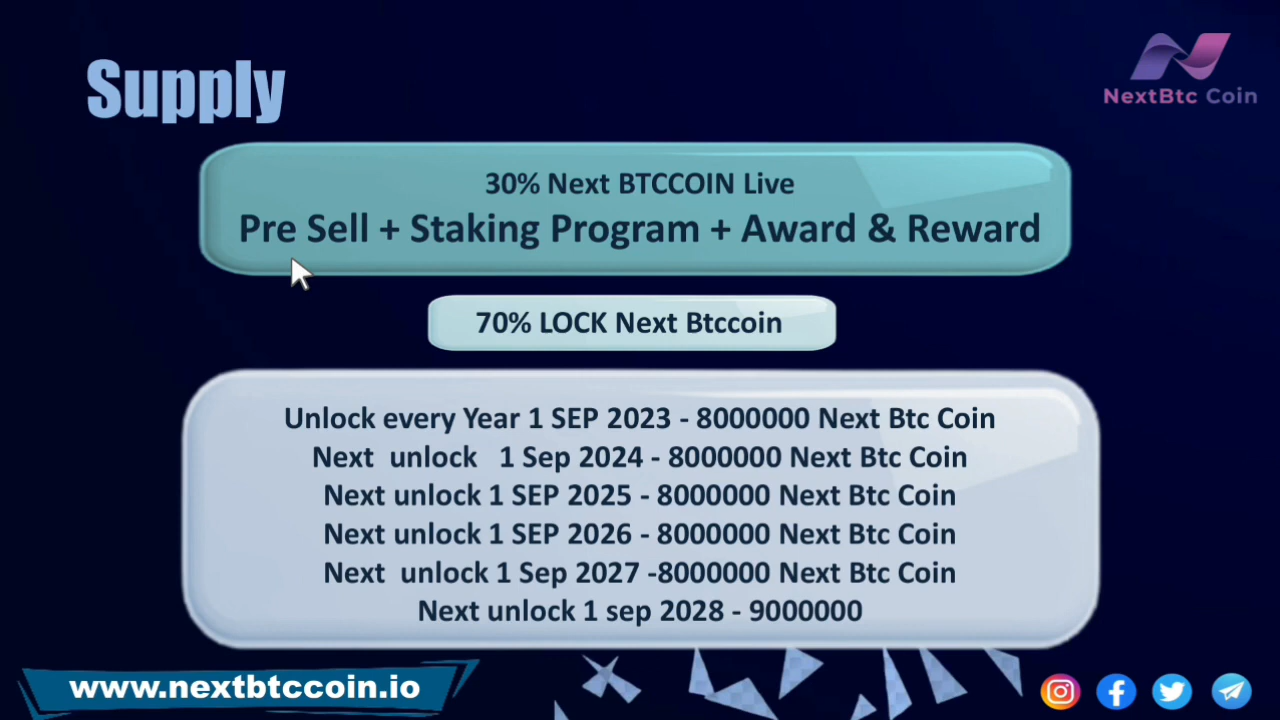 Supply
NextBtc Coin
30% Next BTCCOIN Live
Pre Sell + Staking Program + Award & Reward
70% LOCK Next Btccoin
Unlock every Year 1 SEP 2023 - 8000000 Next Btc Coin
Next unlock 1 Sep 2024 - 8000000 Next Btc Coin
Next unlock 1 SEP 2025 - 8000000 Next Btc Coin
Next unlock 1 SEP 2026 - 8000000 Next Btc Coin
Next unlock 1 Sep 2027 -8000000 Next Btc Coin
Next unlock 1 sep 2028 - 9000000
www.nextbtccoin.io